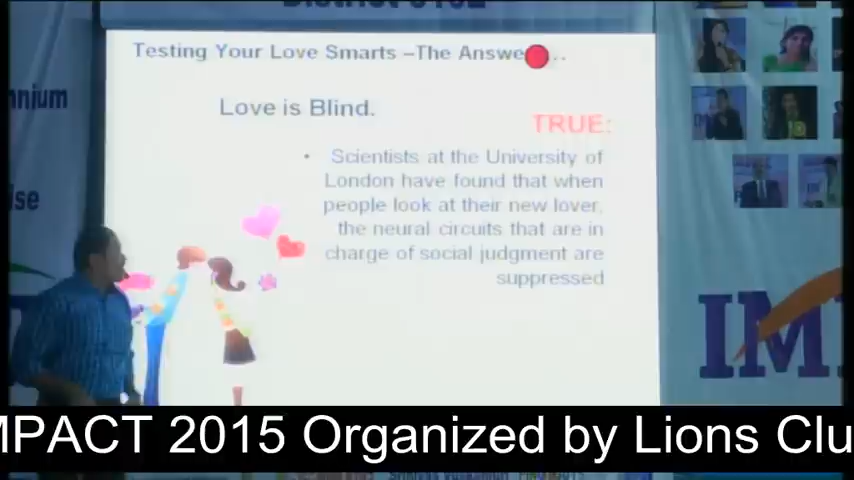 Testing Your Love Smarts –The Answe ..
Love is Blind.
TRUE:
• Scientists at the University of
London have found that when
people look at their new lover,
the neural circuits that are in
charge of social judgment are
suppressed
nnium
ise
IM
MPACT 2015 Organized by Lions Clu